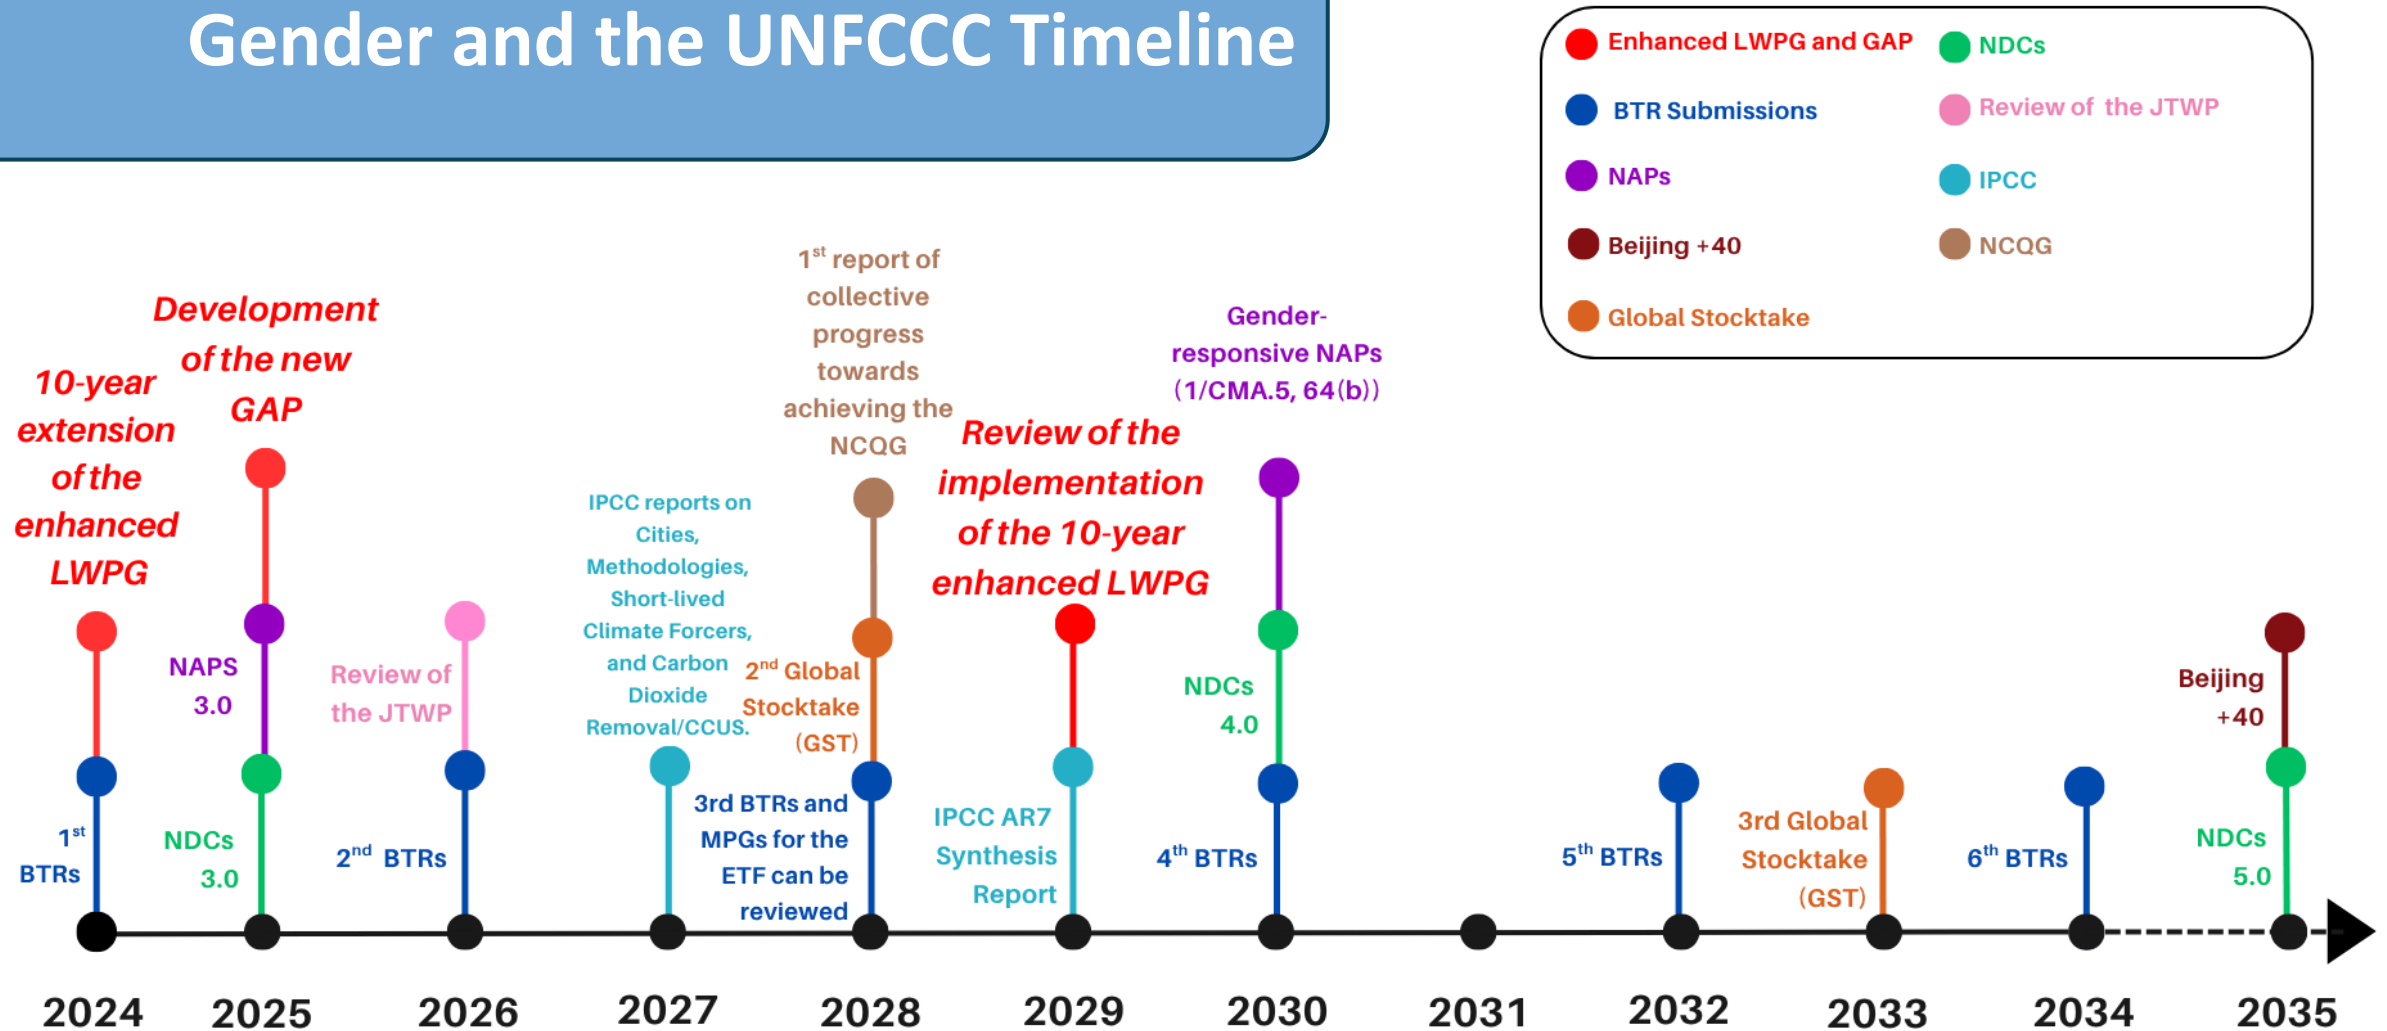 Gender and the UNFCCC Timeline
Enhanced LWPG and GAP
BTR Submissions
NAPs
Beijing +40
Global Stocktake
NDCs
Review of the JTWP
IPCC
NCQG
10-year
extension
of the
enhanced
LWPG
1st
BTRs
Development
of the new
GAP
NAPS
3.0
NDCs
3.0
Review of
the JTWP
2nd BTRs
IPCC reports on
Cities,
Methodologies,
Short-lived
Climate Forcers,
and Carbon
Dioxide
Removal/CCUS.
1st report of
collective
progress
towards
achieving the
NCQG
2nd Global
Stocktake
(GST)
3rd BTRs and
MPGs for the
ETF can be
reviewed
Review of the
implementation
of the 10-year
enhanced LWPG
IPCC AR7
Synthesis
Report
Gender-
responsive NAPs
(1/CMA.5, 64(b))
NDCs
4.0
4th BTRs
5th BTRs
3rd Global
Stocktake
(GST)
6th BTRs
Beijing
+40
NDCs
5.0
2024
2025
2026
2027
2028
2029
2030
2031
2032
2033
2034
2035